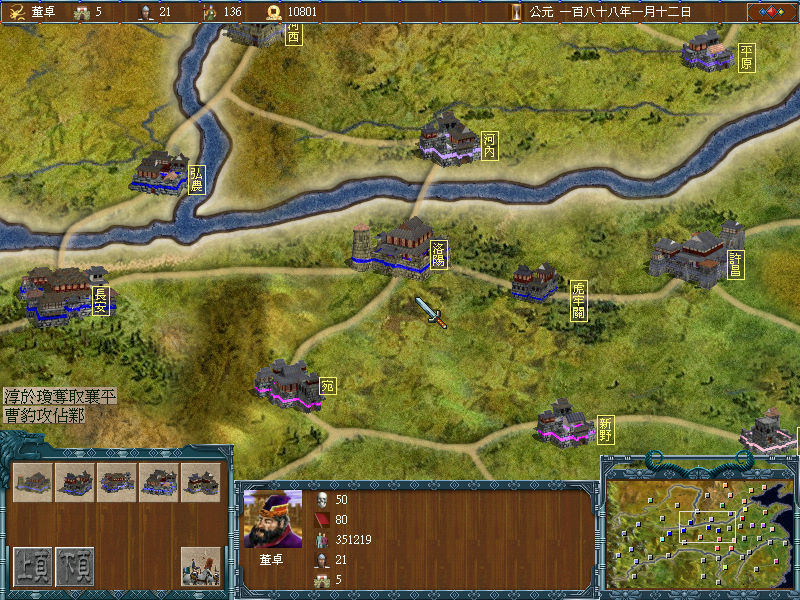 董卓 5 21 136 10801 公元 一百八十八年一月十二日
河西
平原
河內
弘農
洛陽
許昌
長安
虎牢關
宛
新野
淳於瓊奪取襄平
曹豹攻佔鄴
50
80
351219
21
5
董卓
上頁 下頁